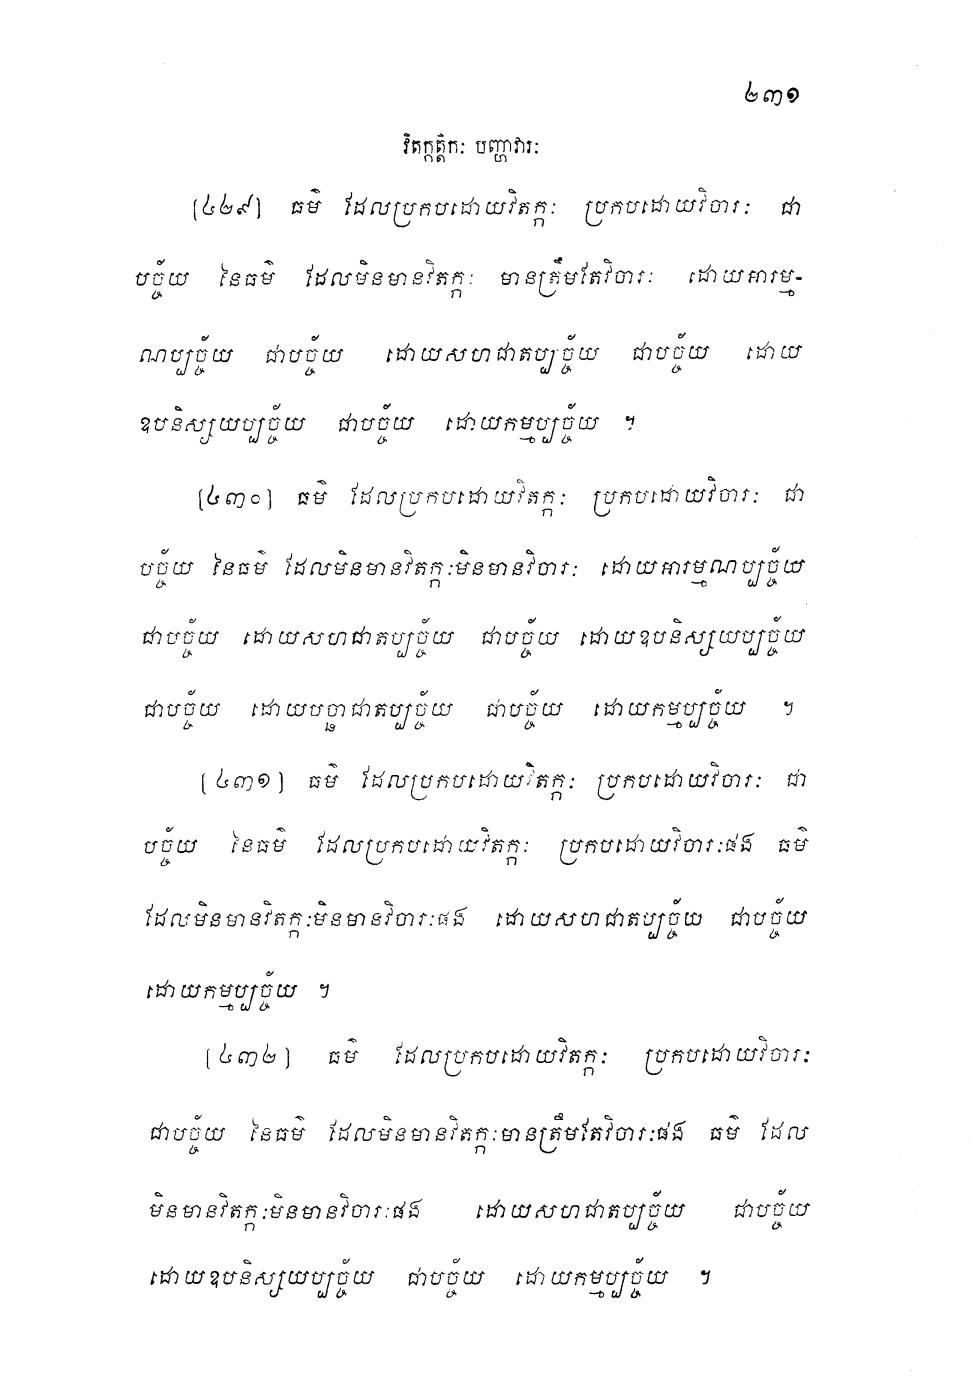 ២៣១
វិតក្កត្តិកៈ បញ្ហាវារៈ
[៤២៩] ធម៌ ដែលប្រកបដោយវិតក្កៈ ប្រកបដោយវិចារៈ ជា
បច្ច័យ នៃធម៌ ដែលមិនមានវិតក្កៈ មានត្រឹមតែវិចារៈ ដោយអារម្ម-
ណប្បច្ច័យ ជាបច្ច័យ ដោយសហជាតប្បច្ច័យ ជាបច្ច័យ ដោយ
ឧបនិស្សយប្បច្ច័យ ជាបច្ច័យ ដោយកម្មប្បច្ច័យ ។
[៤៣០] ធម៌ ដែលប្រកបដោយវិតក្កៈ ប្រកបដោយវិចារៈ ជា
បច្ច័យ នៃធម៌ ដែលមិនមានវិតក្កៈមិនមានវិចារៈ ដោយអារម្មណប្បច្ច័យ
ជាបច្ច័យ ដោយសហជាតប្បច្ច័យ ជាបច្ច័យ ដោយឧបនិស្សយប្បច្ច័យ
ជាបច្ច័យ ដោយបច្ឆាជាតប្បច្ច័យ ជាបច្ច័យ ដោយកម្មប្បច្ច័យ ។
[៤៣១] ធម៌ ដែលប្រកបដោយវិតក្កៈ ប្រកបដោយវិចារៈ ជា
បច្ច័យ នៃធម៌ ដែលប្រកបដោយវិតក្កៈ ប្រកបដោយវិចារៈផង ធម៌
ដែលមិនមានវិតក្កៈមិនមានវិចារៈផង ដោយសហជាតប្បច្ច័យ ជាបច្ច័យ
ដោយកម្មប្បច្ច័យ ។
[៤៣២] ធម៌ ដែលប្រកបដោយវិតក្កៈ ប្រកបដោយវិចារៈ
ជាបច្ច័យ នៃធម៌ ដែលមិនមានវិតក្កៈមានត្រឹមតែវិចារៈផង ធម៌ ដែល
មិនមានវិតក្កៈមិនមានវិចារៈផង ដោយសហជាតប្បច្ច័យ ជាបច្ច័យ
ដោយឧបនិស្សយប្បច្ច័យ ជាបច្ច័យ ដោយកម្មប្បច្ច័យ ។